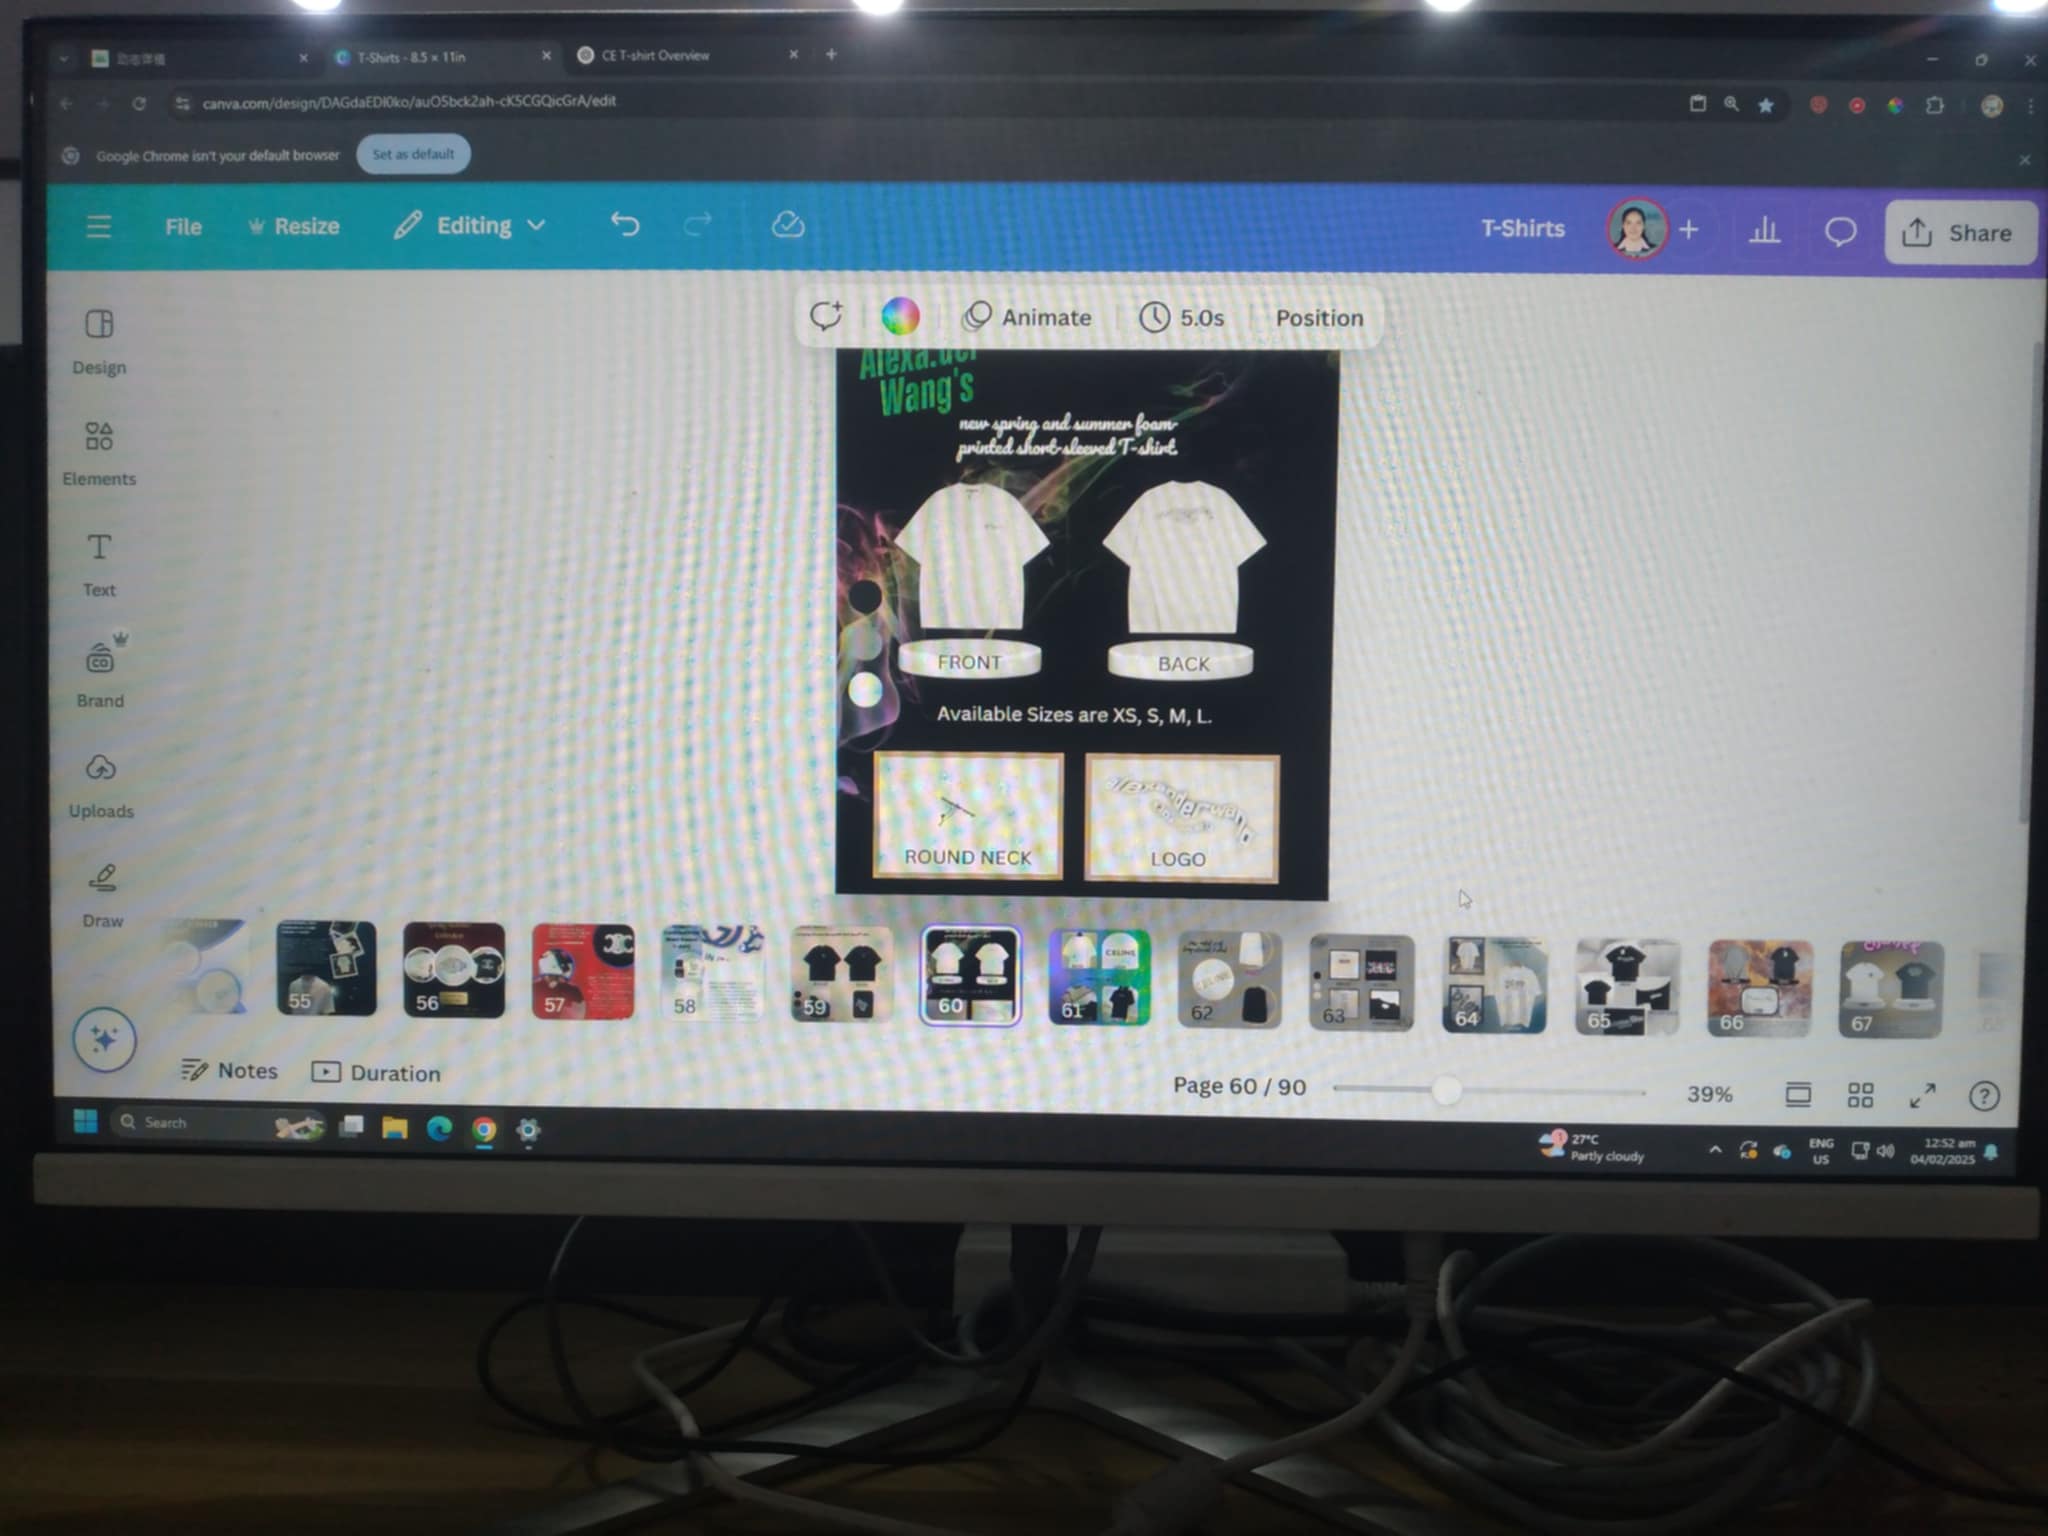 T-Shirts - 8.5 × 11in
CE T-shirt Overview
canva.com/design/DAGdaEDI0ko/auO5bck2ah-cK5CGQicGrA/edit
Google Chrome isn't your default browser
Set as default
File
Resize
Editing
T-Shirts
Share
Animate
5.0s
Position
Design
Elements
Text
Brand
Uploads
Draw
Wang's
new spring and summer foam-
printed short-sleeved T-shirt.
FRONT
BACK
Available Sizes are XS, S, M, L.
ROUND NECK
alexander wang
LOGO
55
56
57
58
59
60
61
CELINE
62
63
64
65
66
67
Notes
Duration
Page 60 / 90
39%
Search
27°C
Partly cloudy
ENG
US
12:52 am
04/02/2025